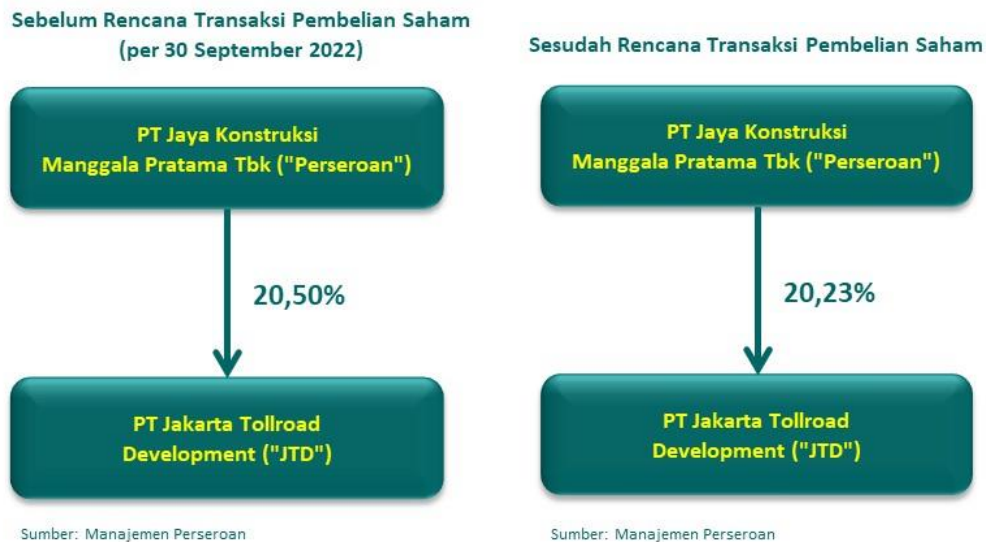 Sebelum Rencana Transaksi Pembelian Saham
(per 30 September 2022)
PT Jaya Konstruksi
Manggala Pratama Tbk ("Perseroan")
20,50%
PT Jakarta Tollroad
Development ("JTD")
Sumber: Manajemen Perseroan
Sesudah Rencana Transaksi Pembelian Saham
PT Jaya Konstruksi
Manggala Pratama Tbk ("Perseroan")
20,23%
PT Jakarta Tollroad
Development ("JTD")
Sumber: Manajemen Perseroan